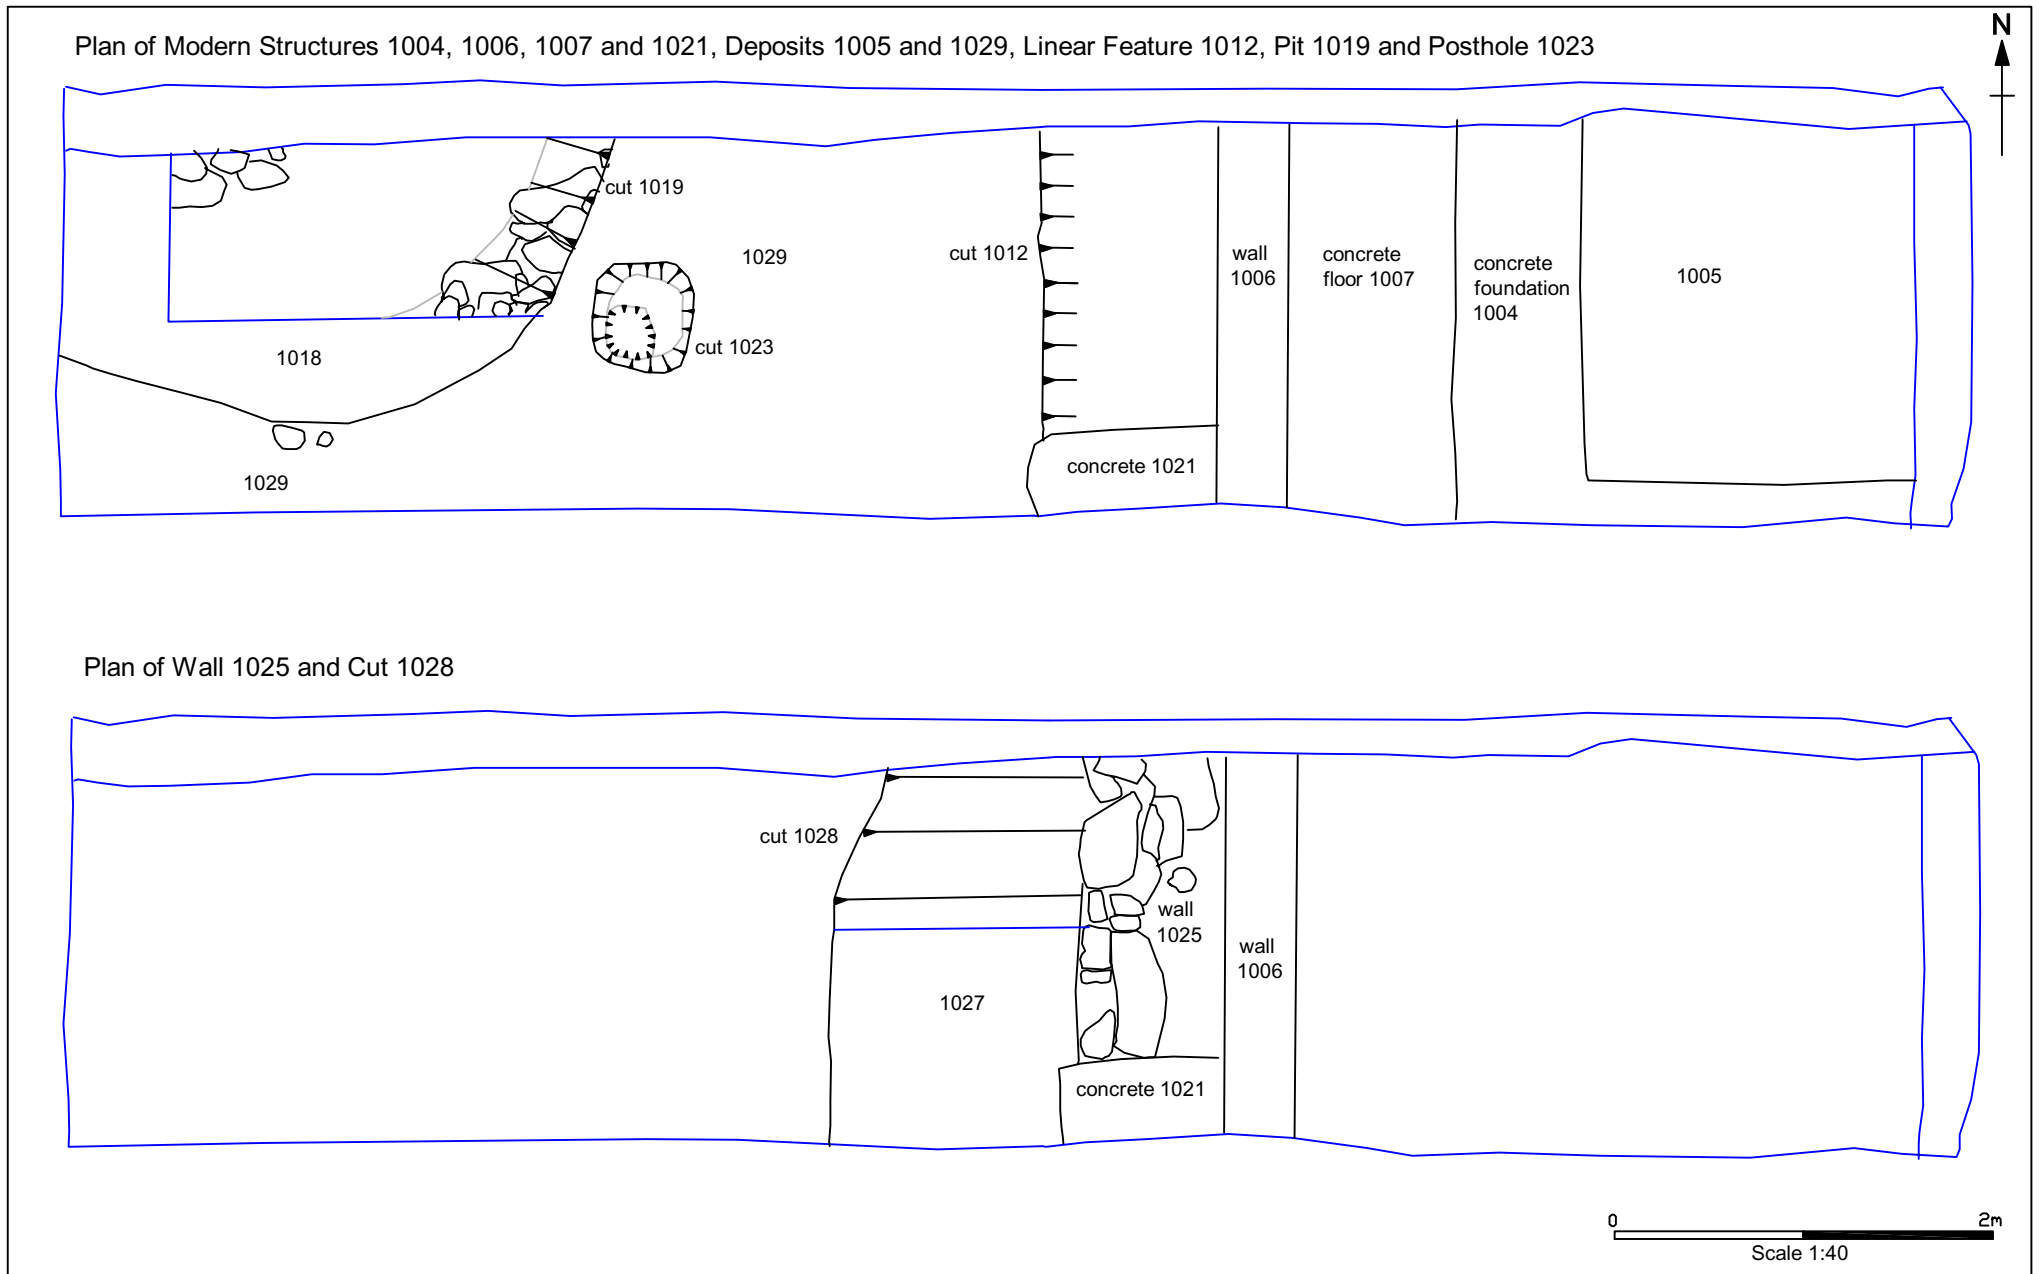 N
Plan of Modern Structures 1004, 1006, 1007 and 1021, Deposits 1005 and 1029, Linear Feature 1012, Pit 1019 and Posthole 1023
cut 1019
1029
cut 1012
wall
1006
concrete
floor 1007
concrete
foundation
1004
1005
cut 1023
1018
concrete 1021
1029
Plan of Wall 1025 and Cut 1028
cut 1028
wall
1025
wall
1006
1027
concrete 1021
0
2m
Scale 1:40